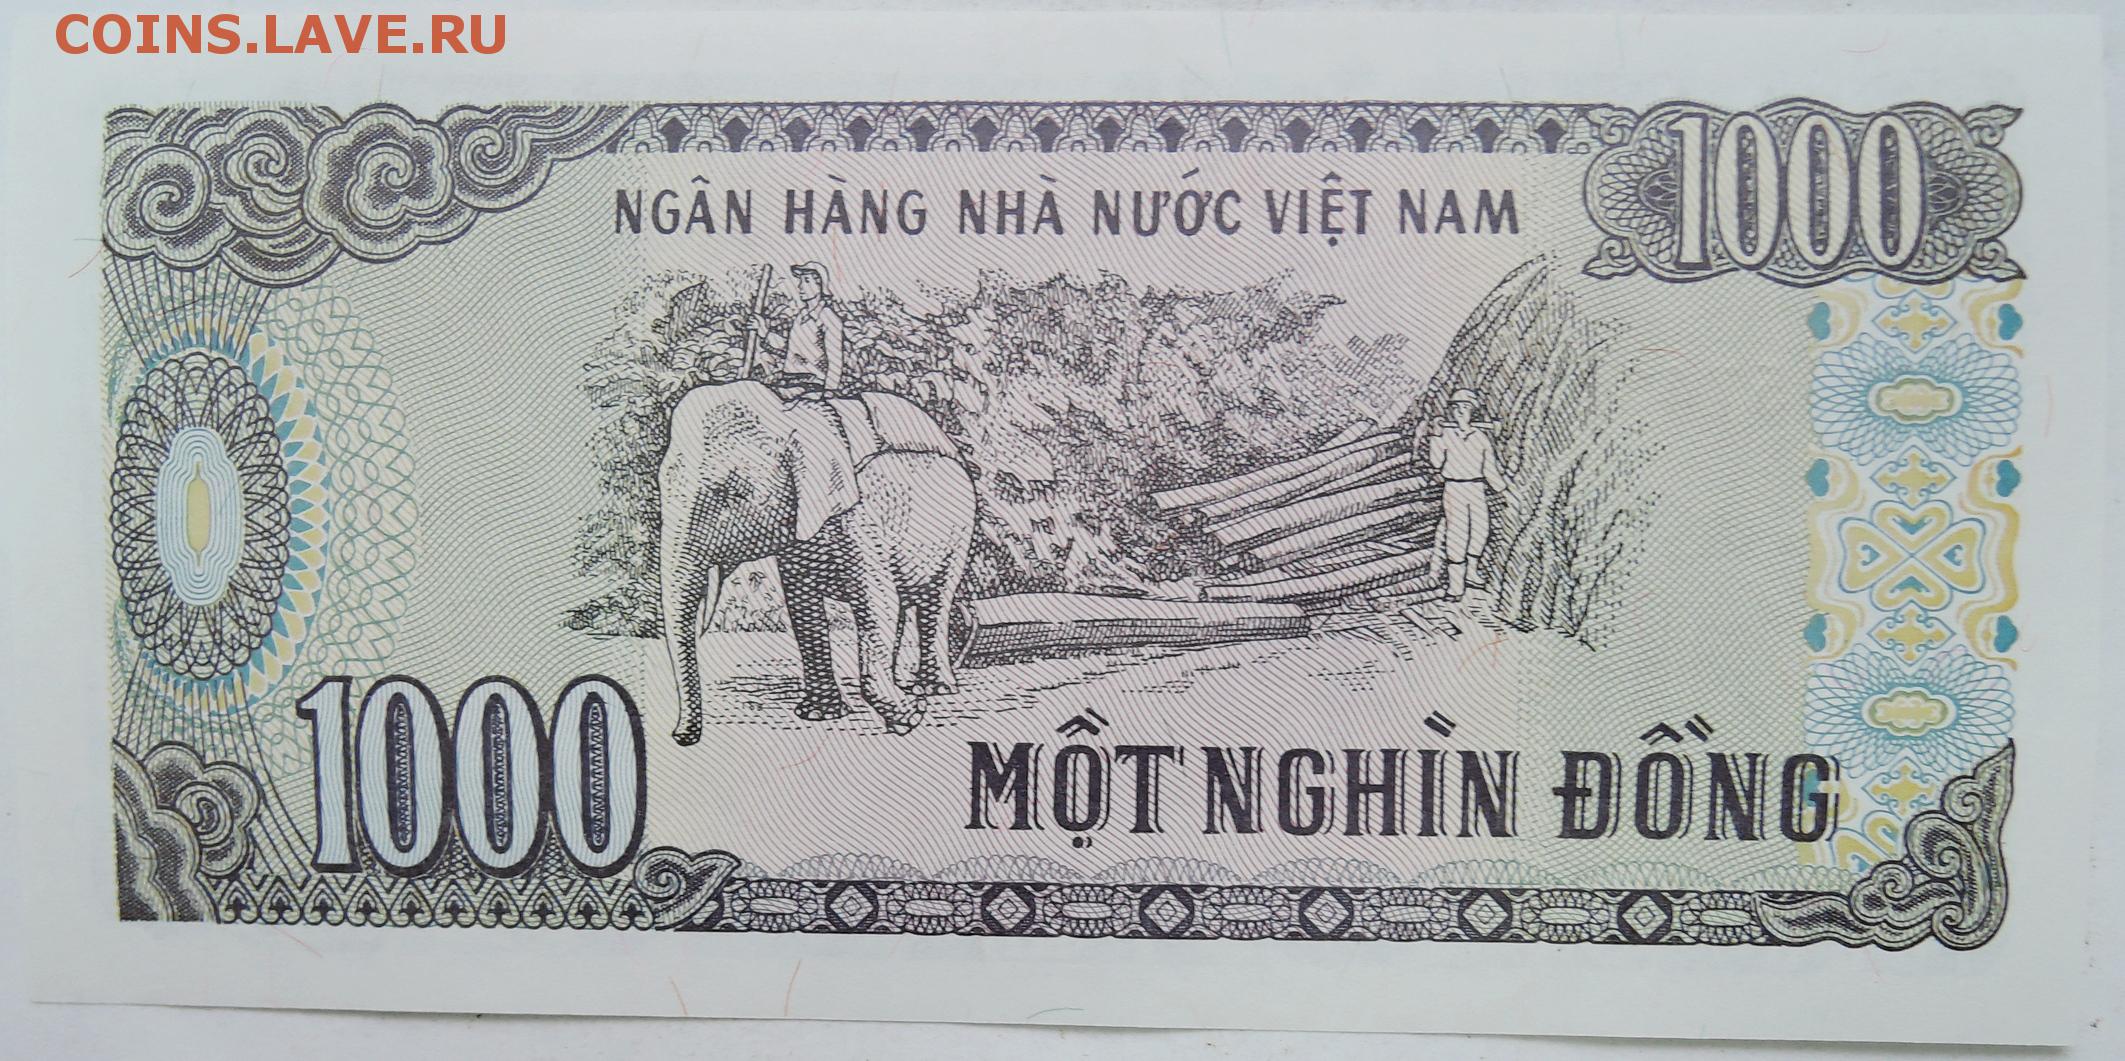 COINS.LAVE.RU
1000
NGÂN HÀNG NHÀ NƯỚC VIỆT NAM
1000
MỘT NGHÌN ĐỒNG